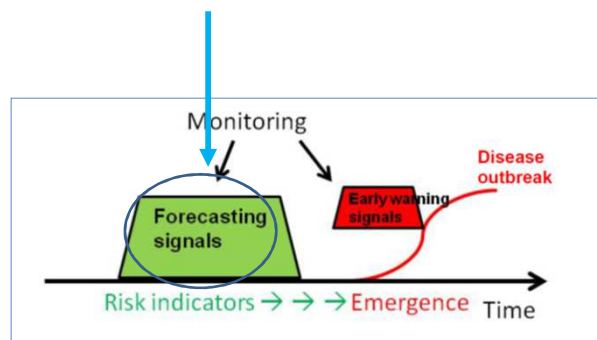 Monitoring
Disease
outbreak
Forecasting
signals
Early warning
signals
Risk indicators → → → Emergence
Time